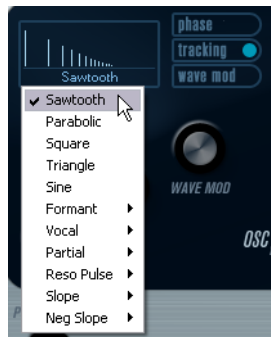 phase
tracking
Sawtooth
wave mod
Sawtooth
Parabolic
Square
Triangle
Sine
Formant
Vocal
Partial
Reso Pulse
Slope
Neg Slope
WAVE MOD
OSC
P